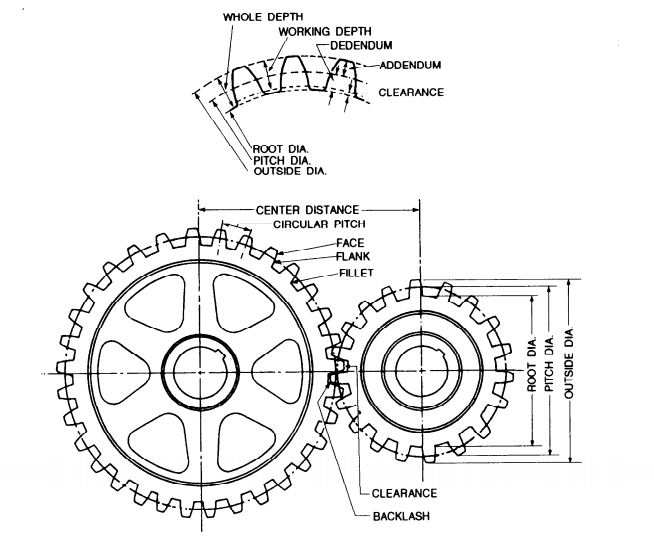 WHOLE DEPTH
WORKING DEPTH
DEDENDUM
ADDENDUM
CLEARANCE
ROOT DIA.
PITCH DIA.
OUTSIDE DIA.
CENTER DISTANCE
CIRCULAR PITCH
FACE
FLANK
FILLET
ROOT DIA.
PITCH DIA.
OUTSIDE DIA.
CLEARANCE
BACKLASH